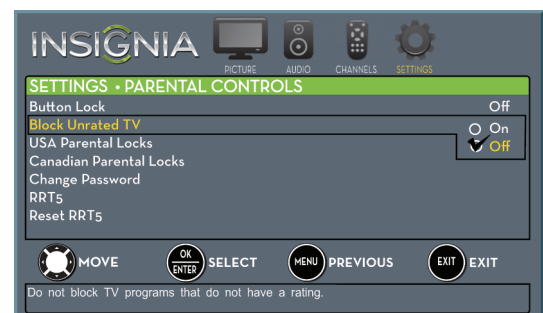 INSIGNIA
PICTURE AUDIO CHANNELS SETTINGS
SETTINGS • PARENTAL CONTROLS
Button Lock Off
Block Unrated TV On
USA Parental Locks Off
Canadian Parental Locks
Change Password
RRT5
Reset RRT5
MOVE OK ENTER SELECT MENU PREVIOUS EXIT EXIT
Do not block TV programs that do not have a rating.